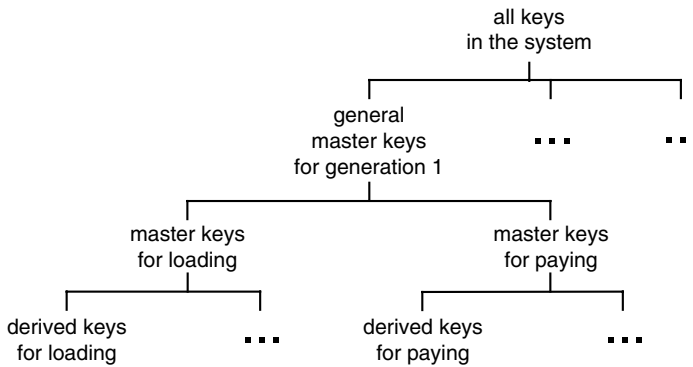 all keys
in the system
general
master keys
for generation 1
...
..
master keys
for loading
master keys
for paying
derived keys
for loading
...
derived keys
for paying
...